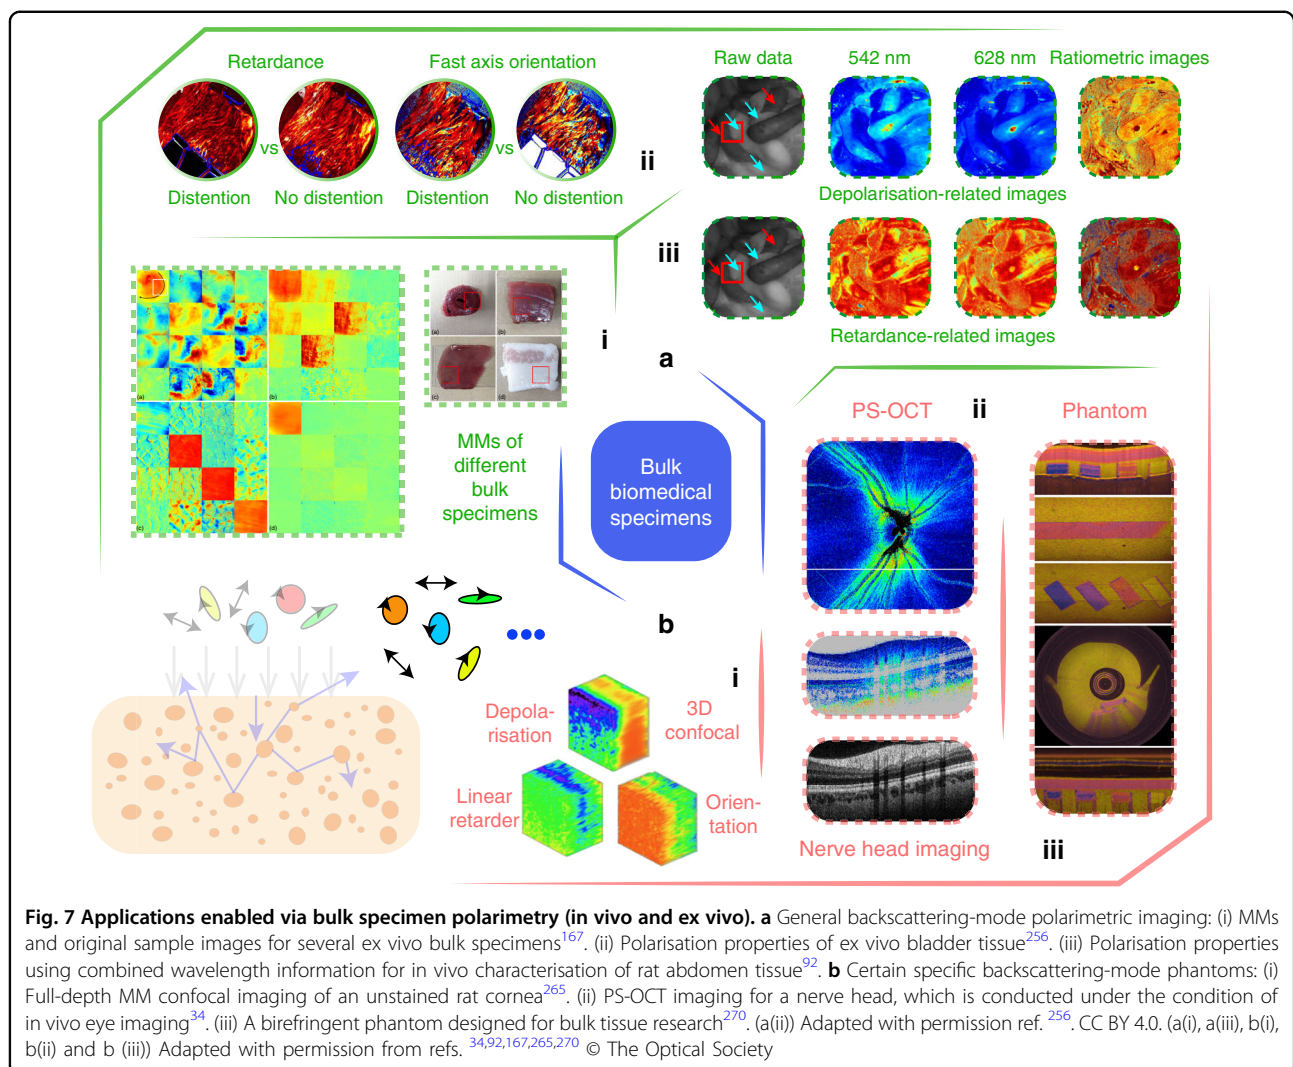 Retardance
Fast axis orientation
vs
vs
Distention
No distention
Distention
No distention
ii
Raw data
542 nm
628 nm
Ratiometric images
Depolarisation-related images
iii
Retardance-related images
(a)
(b)
(c)
(d)
(a)
(b)
(c)
(d)
i
MMs of
different
bulk
specimens
a
Bulk
biomedical
specimens
b
PS-OCT
ii
Phantom
Nerve head imaging
iii
i
Depola-
risation
3D
confocal
Linear
retarder
Orien-
tation
Fig. 7 Applications enabled via bulk specimen polarimetry (in vivo and ex vivo). a General backscattering-mode polarimetric imaging: (i) MMs
and original sample images for several ex vivo bulk specimens167. (ii) Polarisation properties of ex vivo bladder tissue256. (iii) Polarisation properties
using combined wavelength information for in vivo characterisation of rat abdomen tissue92. b Certain specific backscattering-mode phantoms: (i)
Full-depth MM confocal imaging of an unstained rat cornea265. (ii) PS-OCT imaging for a nerve head, which is conducted under the condition of
in vivo eye imaging34. (iii) A birefringent phantom designed for bulk tissue research270. (a(ii)) Adapted with permission ref. 256. CC BY 4.0. (a(i), a(iii), b(i),
b(ii) and b (iii)) Adapted with permission from refs. 34,92,167,265,270 © The Optical Society